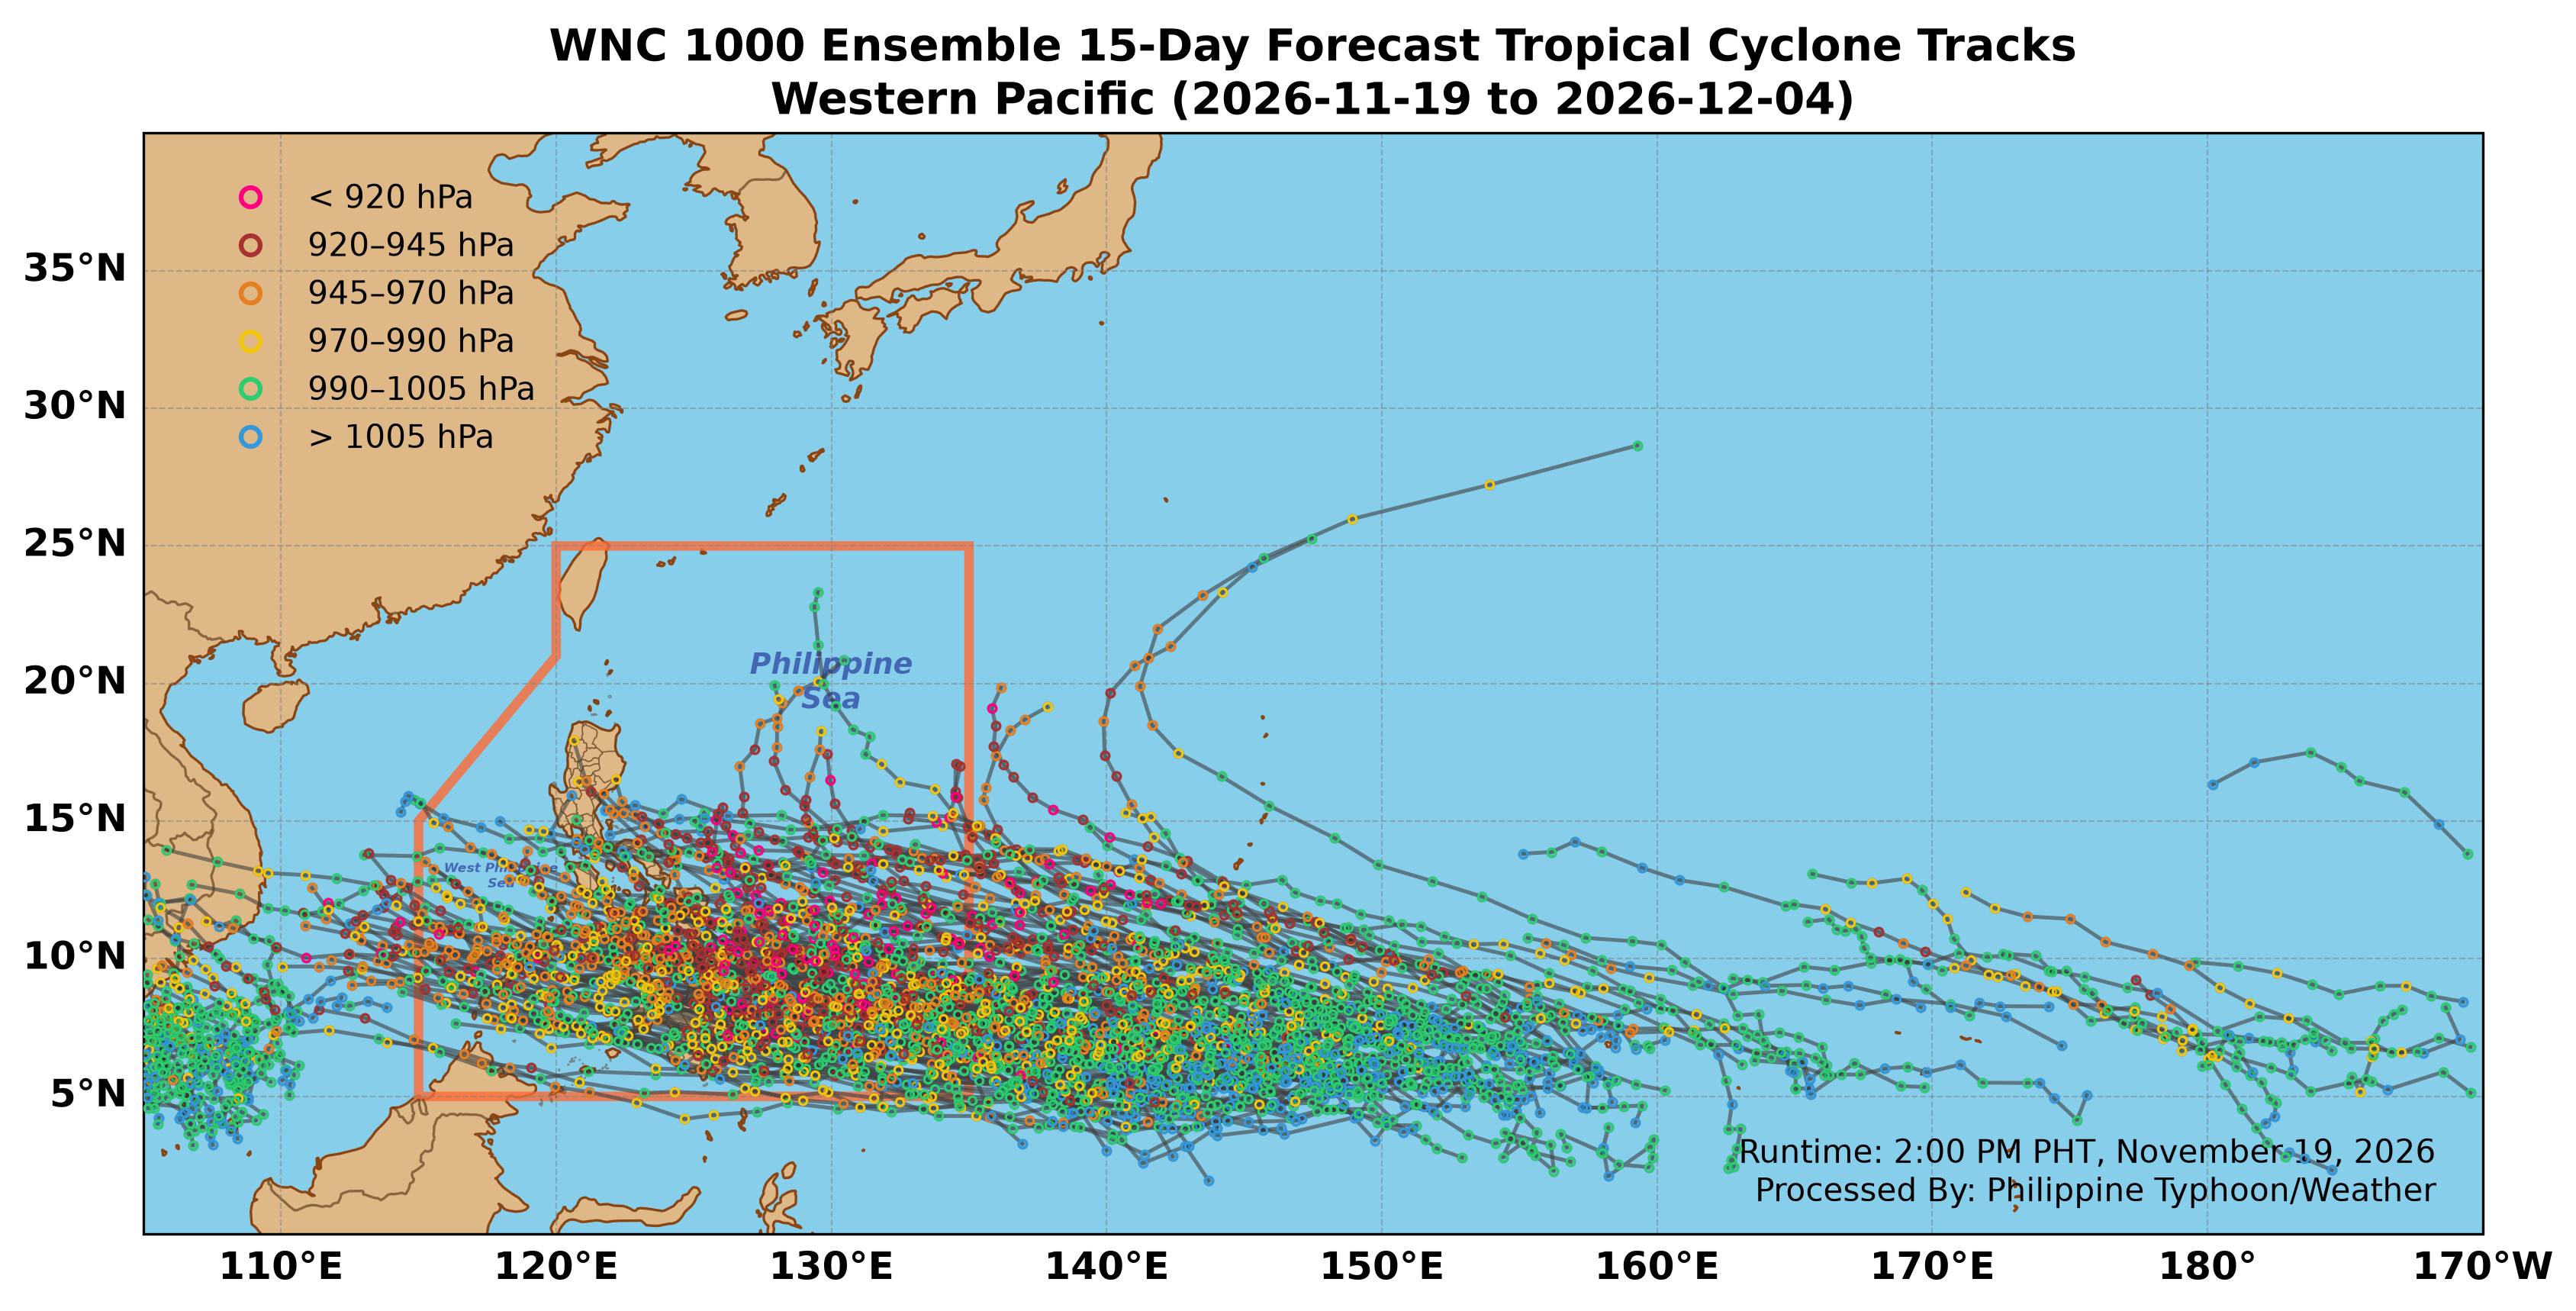 WNC 1000 Ensemble 15-Day Forecast Tropical Cyclone Tracks
Western Pacific (2026-11-19 to 2026-12-04)
< 920 hPa
920–945 hPa
945–970 hPa
970–990 hPa
990–1005 hPa
> 1005 hPa
35°N
30°N
25°N
20°N
15°N
10°N
5°N
Philippine
Sea
West Philippine
Sea
Runtime: 2:00 PM PHT, November 19, 2026
Processed By: Philippine Typhoon/Weather
110°E
120°E
130°E
140°E
150°E
160°E
170°E
180°
170°W